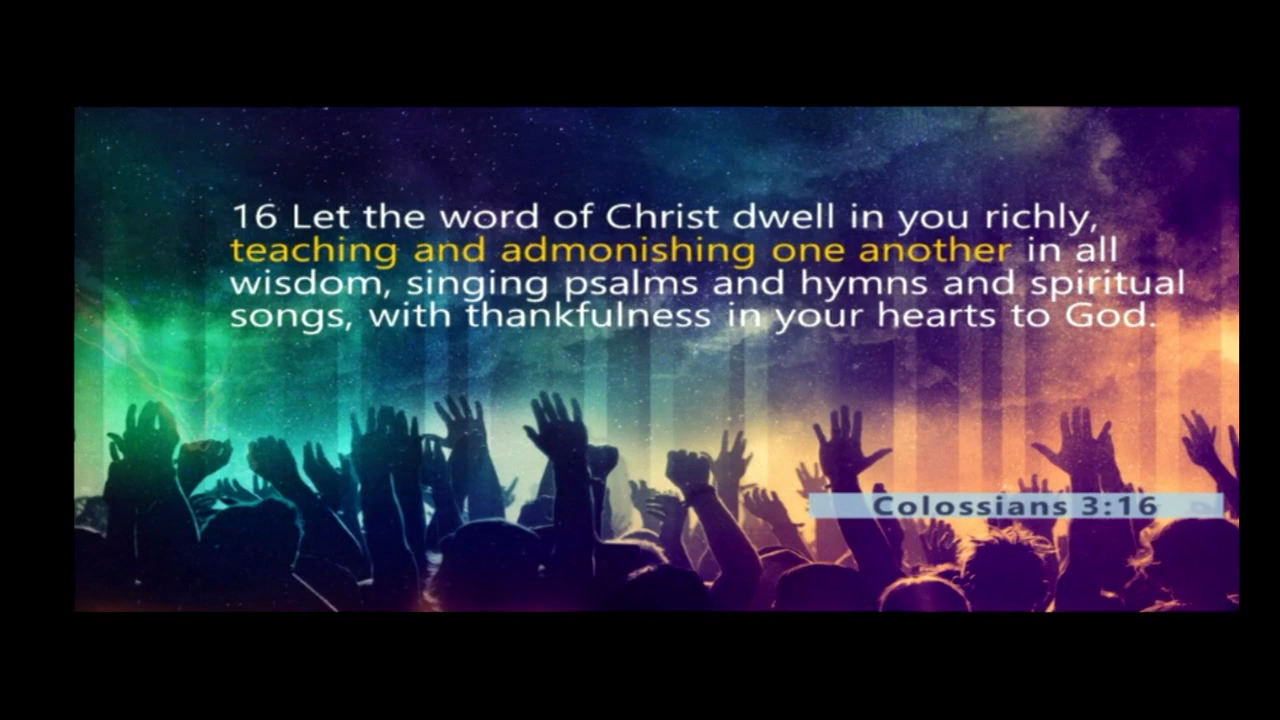 16 Let the word of Christ dwell in you richly,
teaching and admonishing one another in all
wisdom, singing psalms and hymns and spiritual
songs, with thankfulness in your hearts to God.
Colossians 3:16